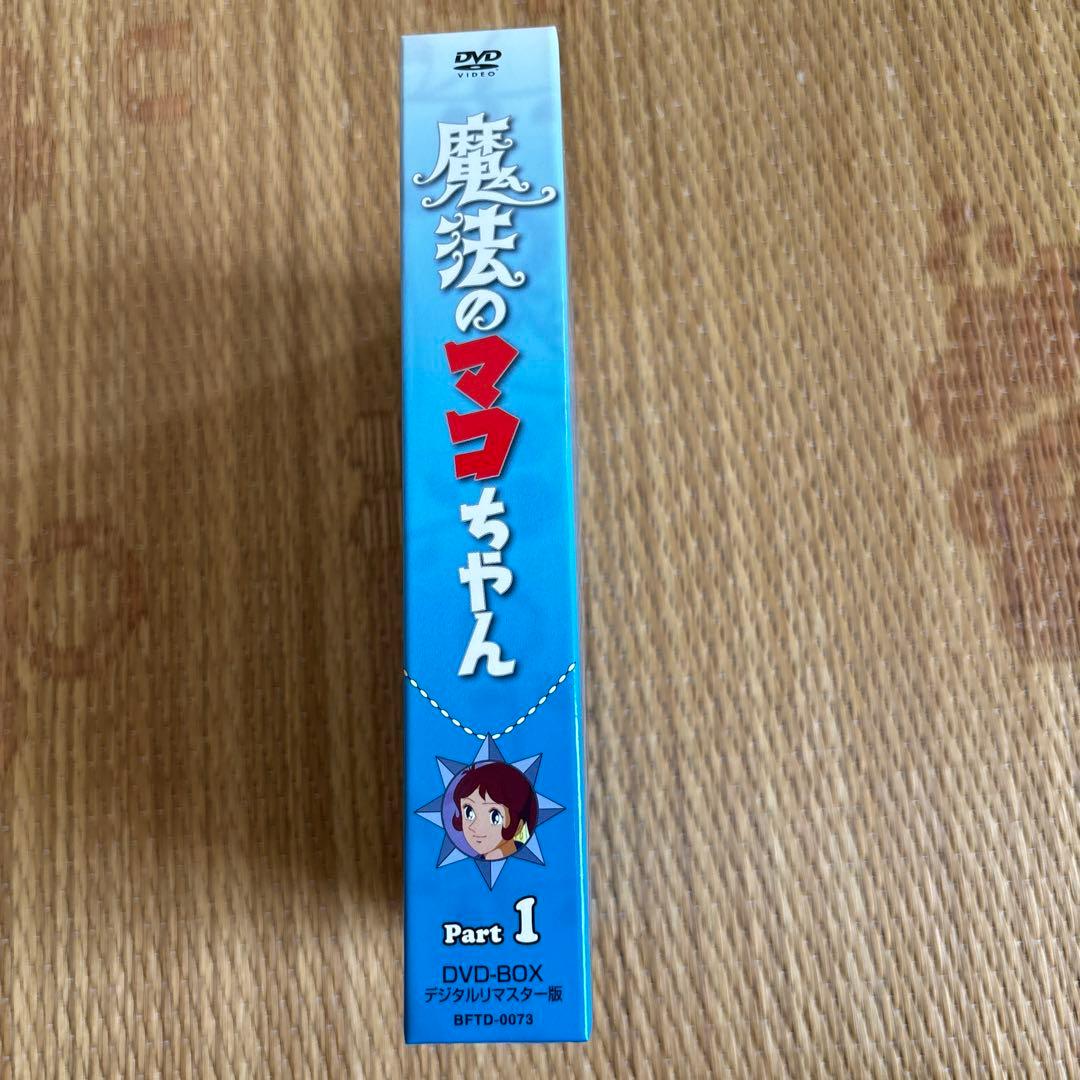 DVD
VIDEO
魔法のマコちゃん
Part 1
DVD-BOX
デジタルリマスター版
BFTD-0073